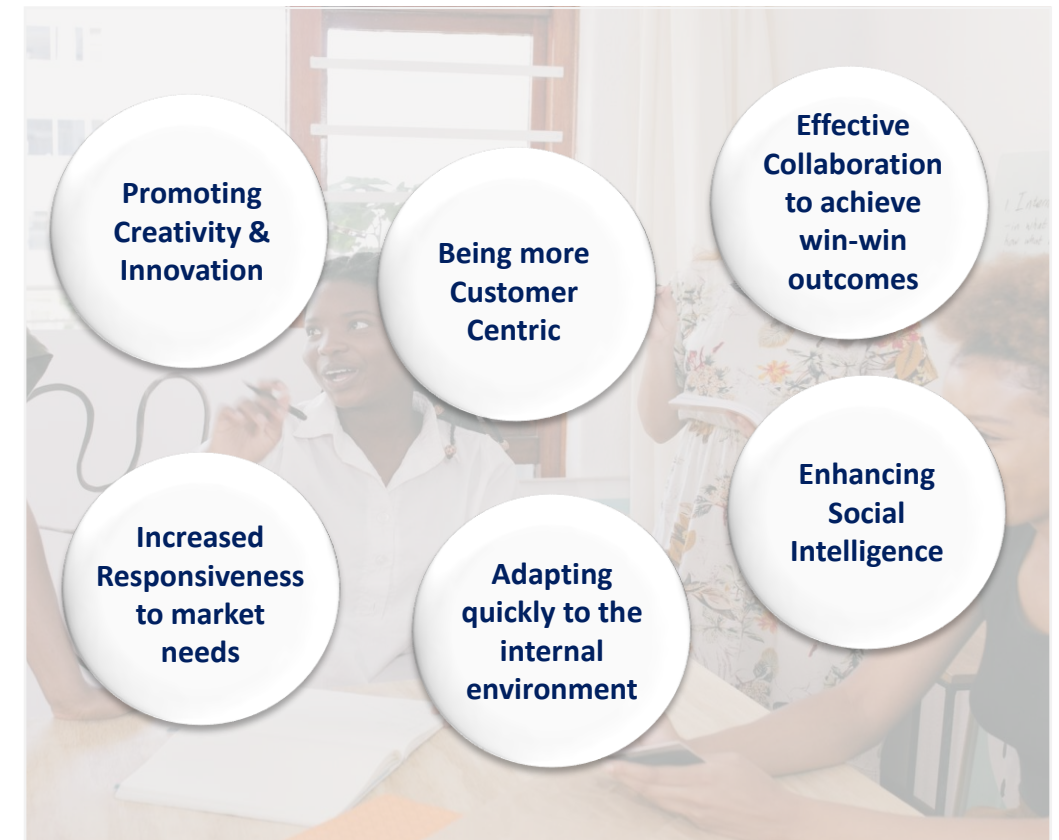 Promoting
Creativity &
Innovation
Being more
Customer
Centric
Effective
Collaboration
to achieve
win-win
outcomes
Increased
Responsiveness
to market
needs
Adapting
quickly to the
internal
environment
Enhancing
Social
Intelligence